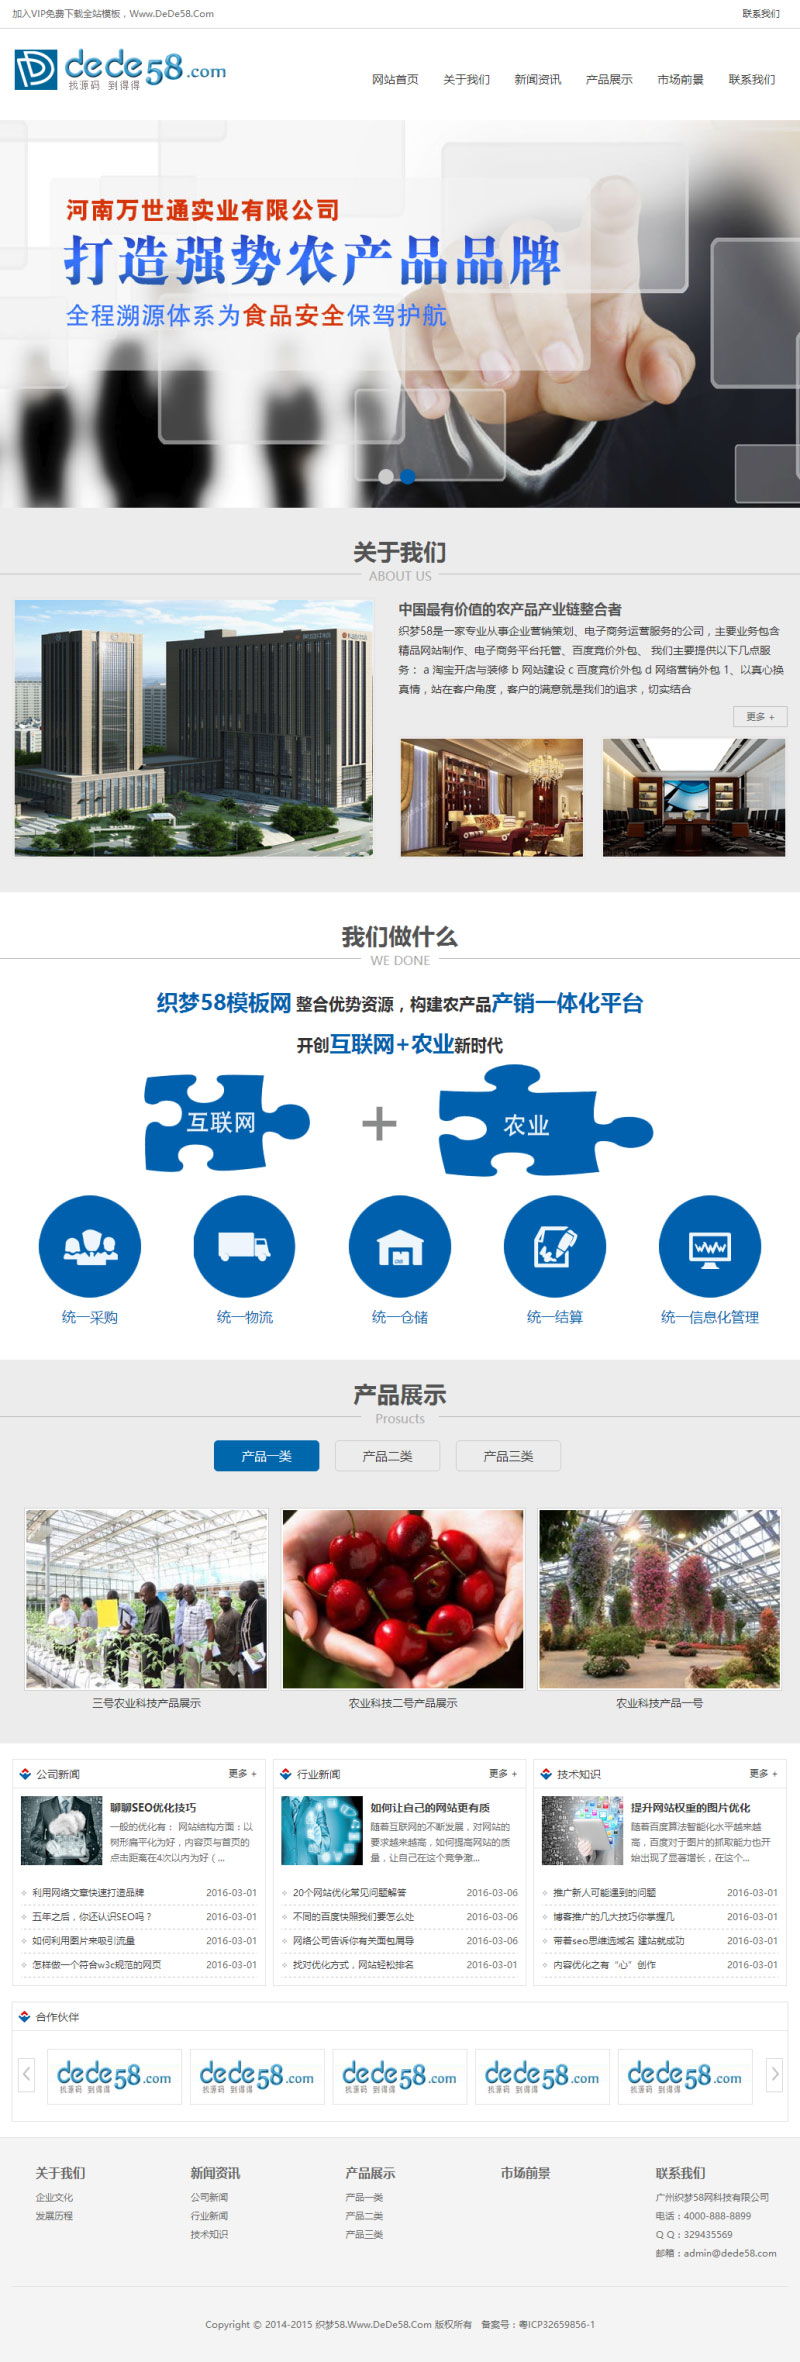 加入VIP免费下载全站模板，Www.DeDe58.Com
联系我们
dede58.com
找源码 到得得
网站首页 关于我们 新闻资讯 产品展示 市场前景 联系我们
河南万世通实业有限公司
打造强势农产品品牌
全程溯源体系为食品安全保驾护航
关于我们
ABOUT US
中国最有价值的农产品产业链整合者
织梦58是一家专业从事企业营销策划、电子商务运营服务的公司，主要业务包含
精品网站制作、电子商务平台托管、百度竞价外包、 我们主要提供以下几点服
务： a 淘宝开店与装修 b 网站建设 c 百度竞价外包 d 网络营销外包 1、以真心换
真情，站在客户角度，客户的满意就是我们的追求，切实结合
更多 +
我们做什么
WE DONE
织梦58模板网 整合优势资源，构建农产品产销一体化平台
开创互联网+农业新时代
互联网 + 农业
统一采购 统一物流 统一仓储 统一结算 统一信息化管理
产品展示
Prosucts
产品一类 产品二类 产品三类
三号农业科技产品展示 农业科技二号产品展示 农业科技产品一号
公司新闻 更多 +
聊聊SEO优化技巧
一般的优化有： 网站结构方面：以
树形扁平化为好，内容页与首页的
点击距离在4次以内为好（...
利用网络文章快速打造品牌 2016-03-01
五年之后，你还认识SEO吗？ 2016-03-01
如何利用图片来吸引流量 2016-03-01
怎样做一个符合w3c规范的网页 2016-03-01
行业新闻 更多 +
如何让自己的网站更有质
随着互联网的不断发展，对网站的
要求越来越高，如何提高网站的质
量，让自己在这个竞争激...
20个网站优化常见问题解答 2016-03-06
不同的百度快照我们要怎么处 2016-03-06
网络公司告诉你有关面包屑导 2016-03-06
找对优化方式，网站轻松排名 2016-03-01
技术知识 更多 +
提升网站权重的图片优化
随着百度算法智能化水平越来越
高，百度对于图片的抓取能力也开
始出现了显著增长，在这个...
推广新人可能遇到的问题 2016-03-01
博客推广的几大技巧你掌握几 2016-03-01
带着seo思维选域名 建站就成功 2016-03-01
内容优化之有“心”创作 2016-03-01
合作伙伴
dede58.com dede58.com dede58.com dede58.com dede58.com
找源码 到得得 找源码 到得得 找源码 到得得 找源码 到得得 找源码 到得得
关于我们
企业文化
发展历程
新闻资讯
公司新闻
行业新闻
技术知识
产品展示
产品一类
产品二类
产品三类
市场前景
联系我们
广州织梦58网科技有限公司
电话：4000-888-8899
Q Q：329435569
邮箱：admin@dede58.com
Copyright © 2014-2015 织梦58.Www.DeDe58.Com 版权所有 备案号：粤ICP32659856-1